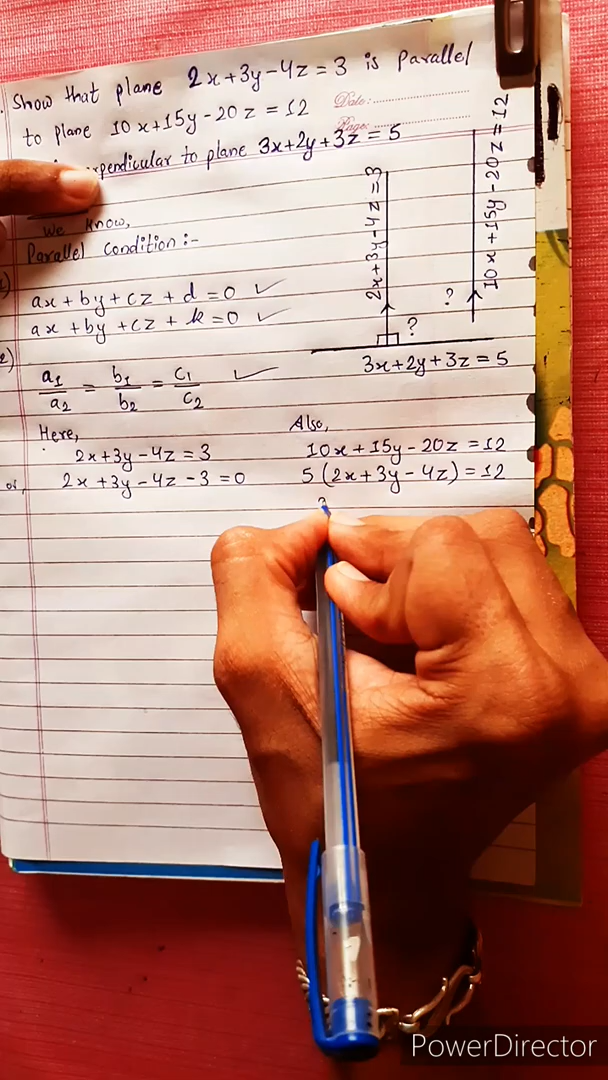 Show that plane 2x+3y-4z=3 is parallel
to plane 10x+15y-20z=12
Date:
Page:
perpendicular to plane 3x+2y+3z=5
We know,
Parallel Condition:-
ax+by+cz+d=0 ✓
ax+by+cz+k=0 ✓
2)
a1/a2 = b1/b2 = c1/c2 ✓
2x+3y-4z=3
10x+15y-20z=12
?
?
3x+2y+3z=5
Here,
2x+3y-4z=3
or, 2x+3y-4z-3=0
Also,
10x+15y-20z=12
5(2x+3y-4z)=12
PowerDirector